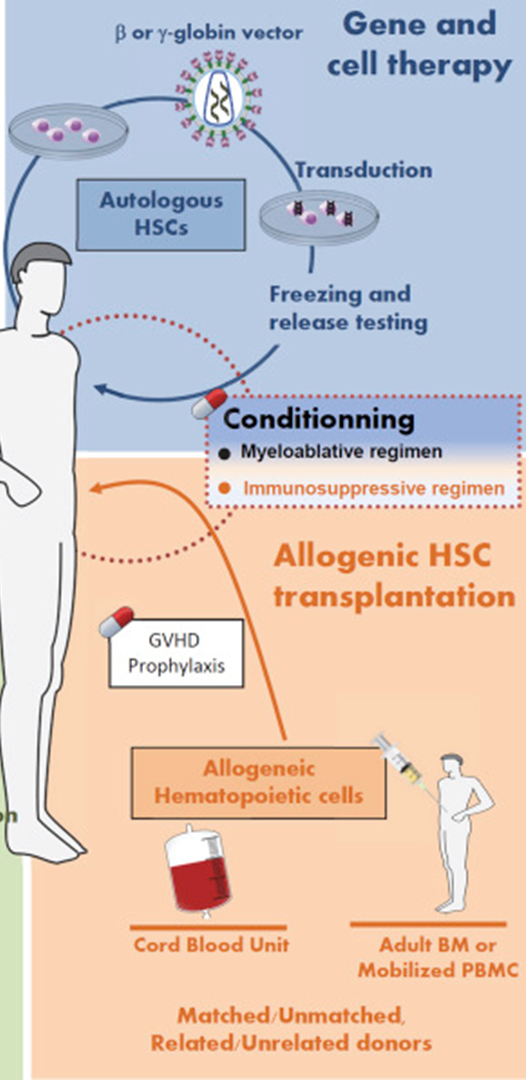 Gene and
cell therapy
β or γ-globin vector
Transduction
Autologous
HSCs
Freezing and
release testing
Conditionning
● Myeloablative regimen
● Immunosuppressive regimen
Allogenic HSC
transplantation
GVHD
Prophylaxis
Allogeneic
Hematopoietic cells
on
Cord Blood Unit
Adult BM or
Mobilized PBMC
Matched/Unmatched,
Related/Unrelated donors